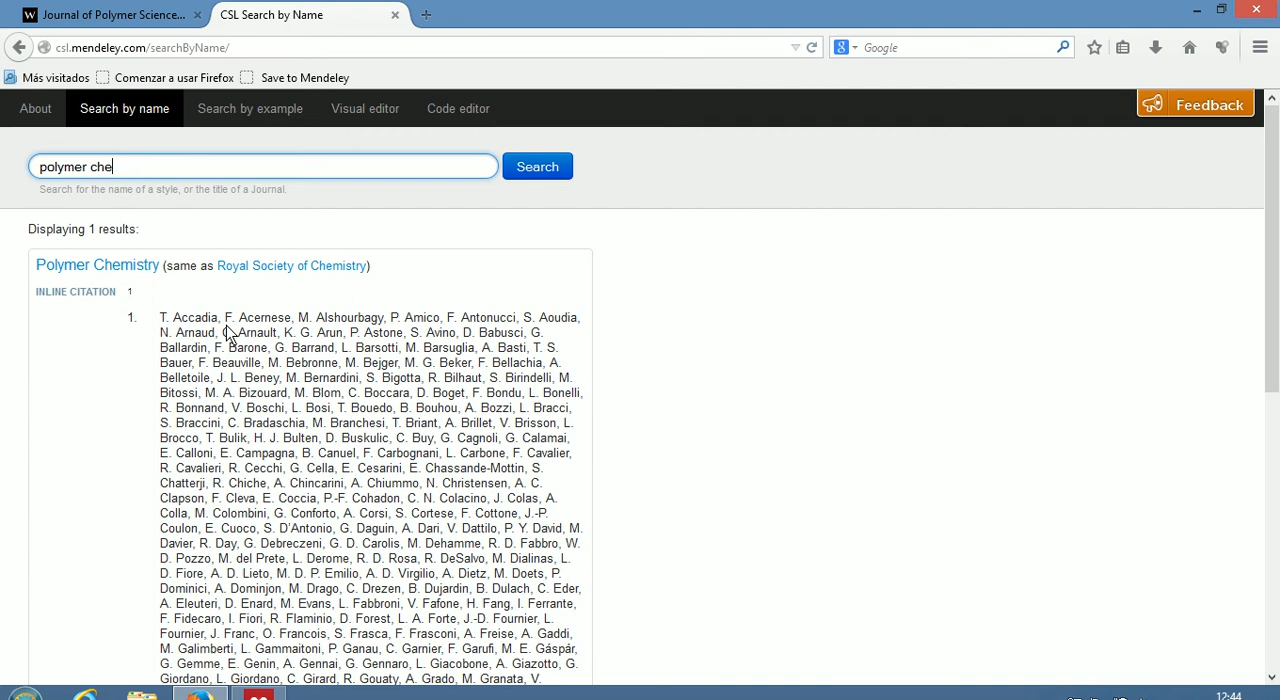 W Journal of Polymer Science... × CSL Search by Name × +
csl.mendeley.com/searchByName/ 8 Google
Más visitados Comenzar a usar Firefox Save to Mendeley
About Search by name Search by example Visual editor Code editor Feedback
polymer che Search
Search for the name of a style, or the title of a Journal.
Displaying 1 results:
Polymer Chemistry (same as Royal Society of Chemistry)
INLINE CITATION 1
1. T. Accadia, F. Acernese, M. Alshourbagy, P. Amico, F. Antonucci, S. Aoudia,
N. Arnaud, C. Arnault, K. G. Arun, P. Astone, S. Avino, D. Babusci, G.
Ballardin, F. Barone, G. Barrand, L. Barsotti, M. Barsuglia, A. Basti, T. S.
Bauer, F. Beauville, M. Bebronne, M. Bejger, M. G. Beker, F. Bellachia, A.
Belletoile, J. L. Beney, M. Bernardini, S. Bigotta, R. Bilhaut, S. Birindelli, M.
Bitossi, M. A. Bizouard, M. Blom, C. Boccara, D. Boget, F. Bondu, L. Bonelli,
R. Bonnand, V. Boschi, L. Bosi, T. Bouedo, B. Bouhou, A. Bozzi, L. Bracci,
S. Braccini, C. Bradaschia, M. Branchesi, T. Briant, A. Brillet, V. Brisson, L.
Brocco, T. Bulik, H. J. Bulten, D. Buskulic, C. Buy, G. Cagnoli, G. Calamai,
E. Calloni, E. Campagna, B. Canuel, F. Carbognani, L. Carbone, F. Cavalier,
R. Cavalieri, R. Cecchi, G. Cella, E. Cesarini, E. Chassande-Mottin, S.
Chatterji, R. Chiche, A. Chincarini, A. Chiummo, N. Christensen, A. C.
Clapson, F. Cleva, E. Coccia, P.-F. Cohadon, C. N. Colacino, J. Colas, A.
Colla, M. Colombini, G. Conforto, A. Corsi, S. Cortese, F. Cottone, J.-P.
Coulon, E. Cuoco, S. D'Antonio, G. Daguin, A. Dari, V. Dattilo, P. Y. David, M.
Davier, R. Day, G. Debreczeni, G. D. Carolis, M. Dehamme, R. D. Fabbro, W.
D. Pozzo, M. del Prete, L. Derome, R. D. Rosa, R. DeSalvo, M. Dialinas, L.
D. Fiore, A. D. Lieto, M. D. P. Emilio, A. D. Virgilio, A. Dietz, M. Doets, P.
Dominici, A. Dominjon, M. Drago, C. Drezen, B. Dujardin, B. Dulach, C. Eder,
A. Eleuteri, D. Enard, M. Evans, L. Fabbroni, V. Fafone, H. Fang, I. Ferrante,
F. Fidecaro, I. Fiori, R. Flaminio, D. Forest, L. A. Forte, J.-D. Fournier, L.
Fournier, J. Franc, O. Francois, S. Frasca, F. Frasconi, A. Freise, A. Gaddi,
M. Galimberti, L. Gammaitoni, P. Ganau, C. Garnier, F. Garufi, M. E. Gáspár,
G. Gemme, E. Genin, A. Gennai, G. Gennaro, L. Giacobone, A. Giazotto, G.
Giordano, L. Giordano, C. Girard, R. Gouaty, A. Grado, M. Granata, V.
12:44